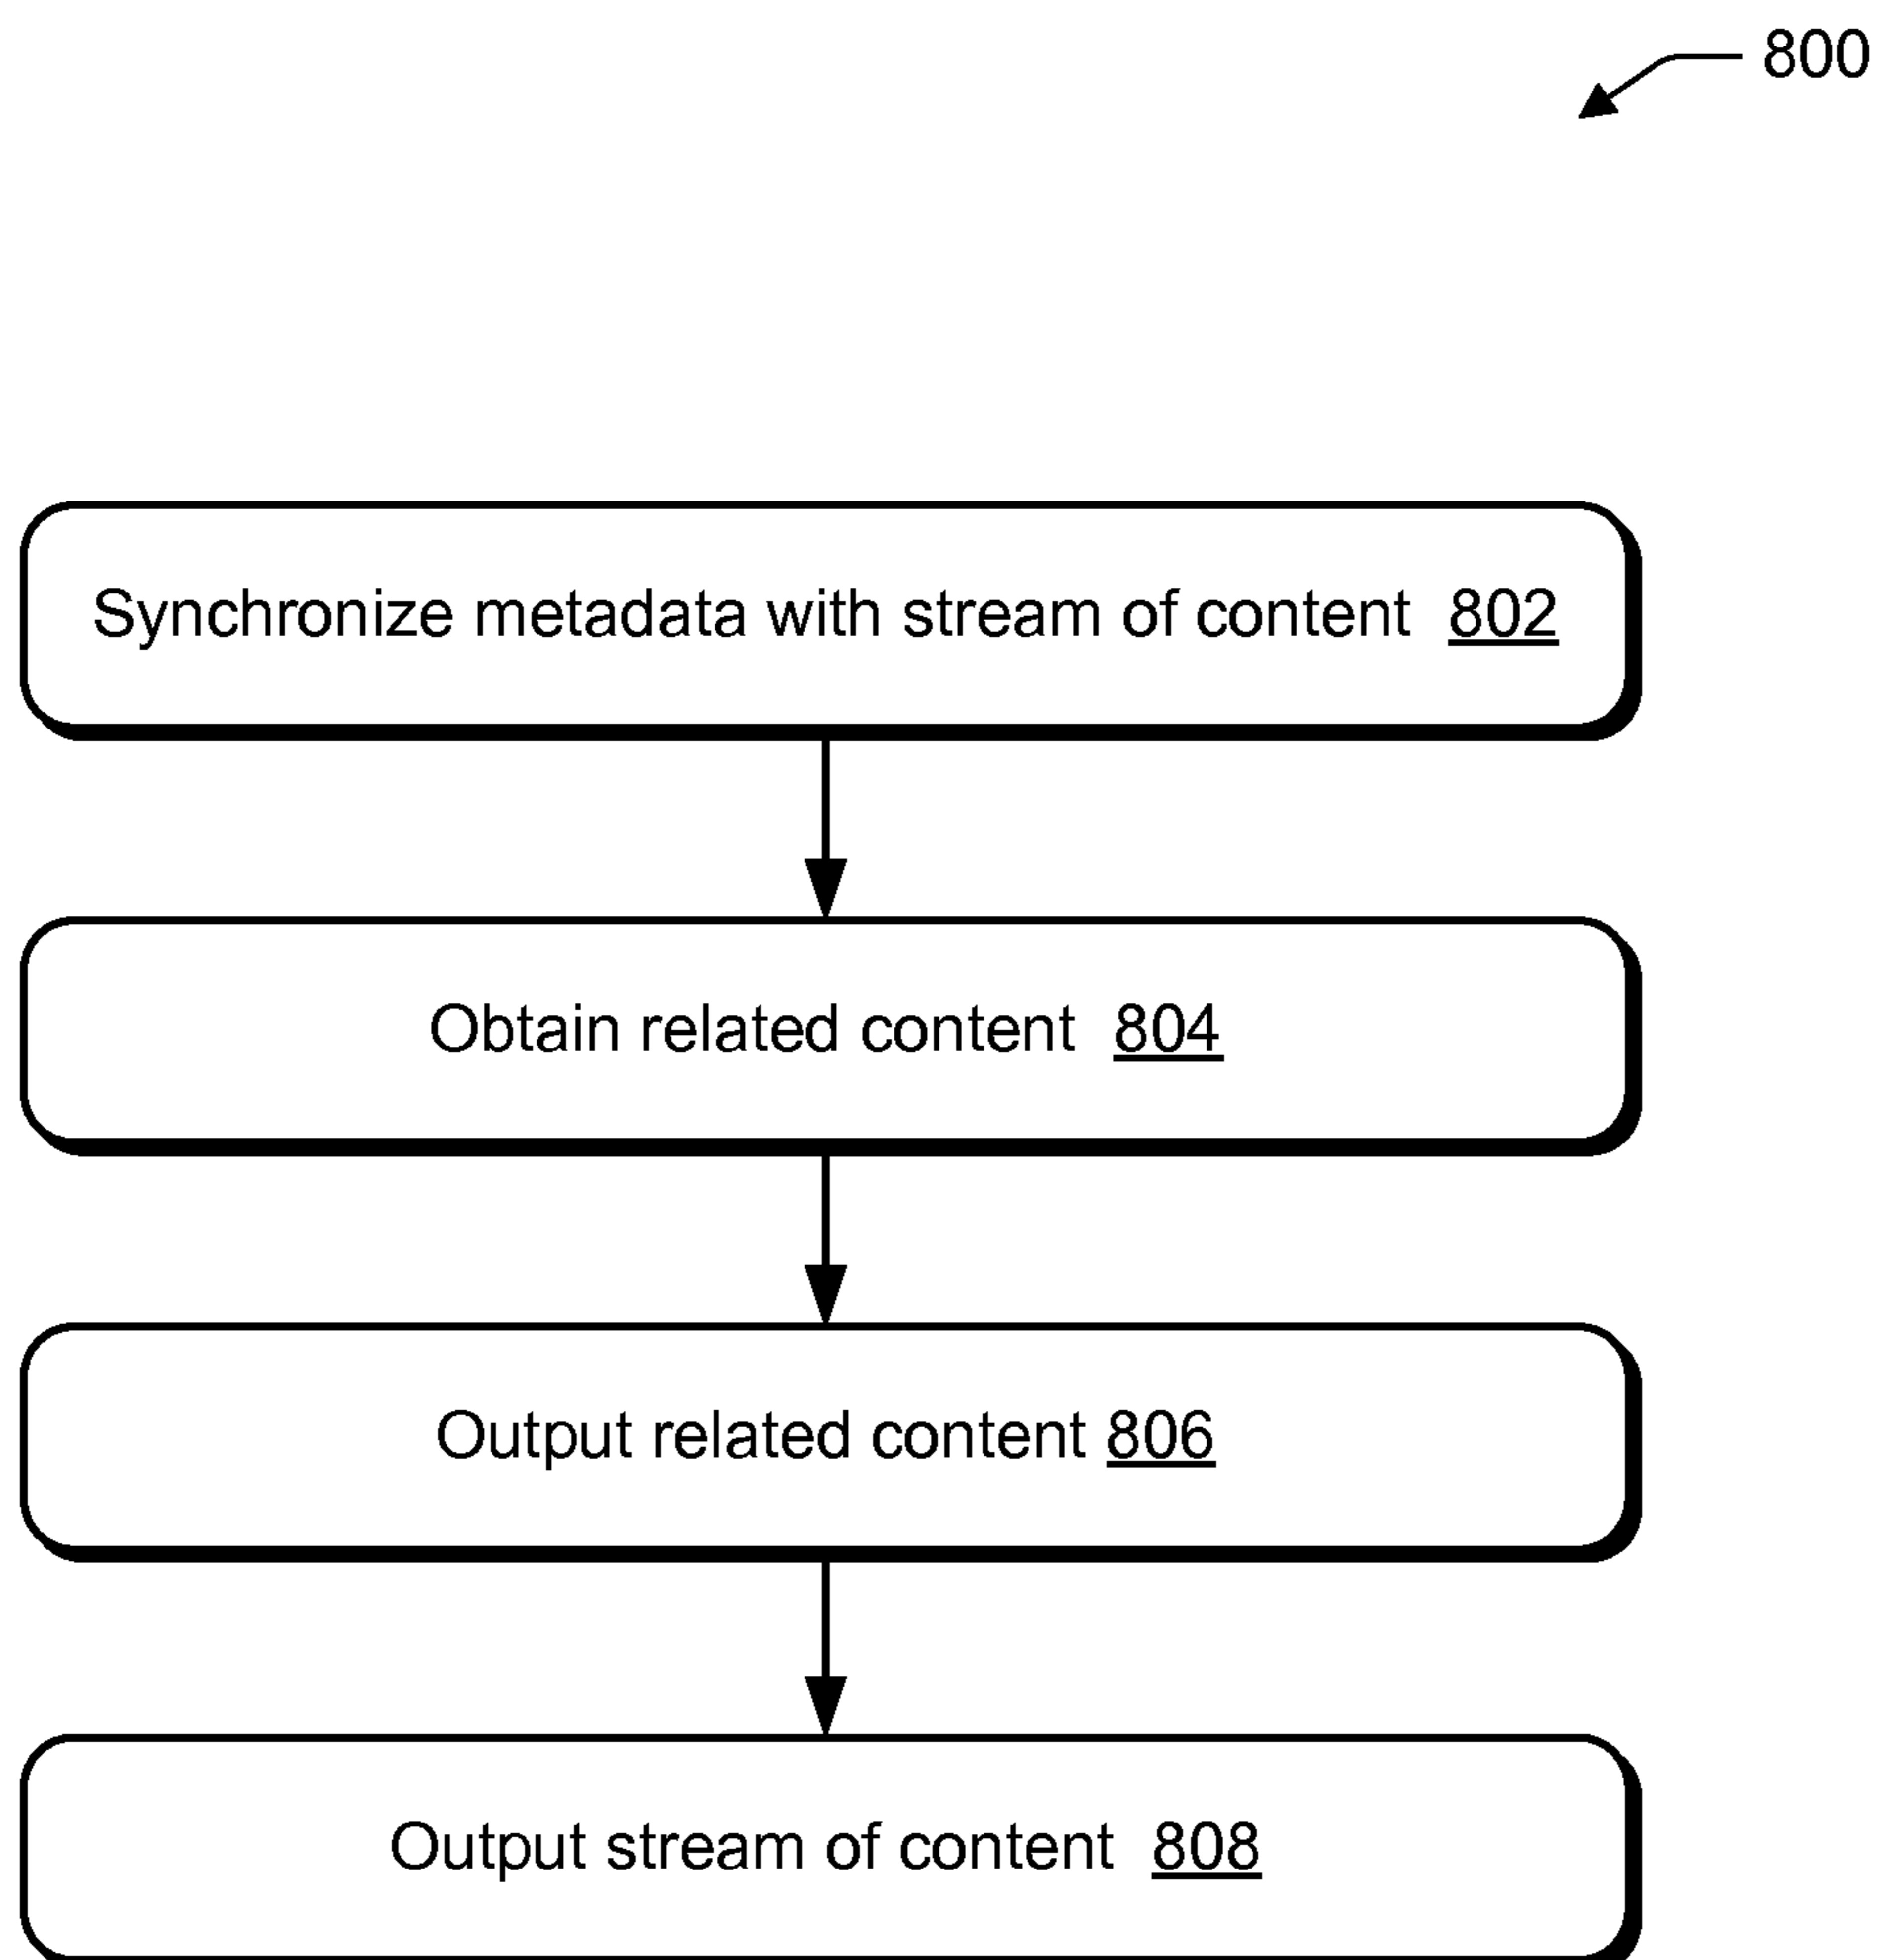 800
Synchronize metadata with stream of content 802
Obtain related content 804
Output related content 806
Output stream of content 808